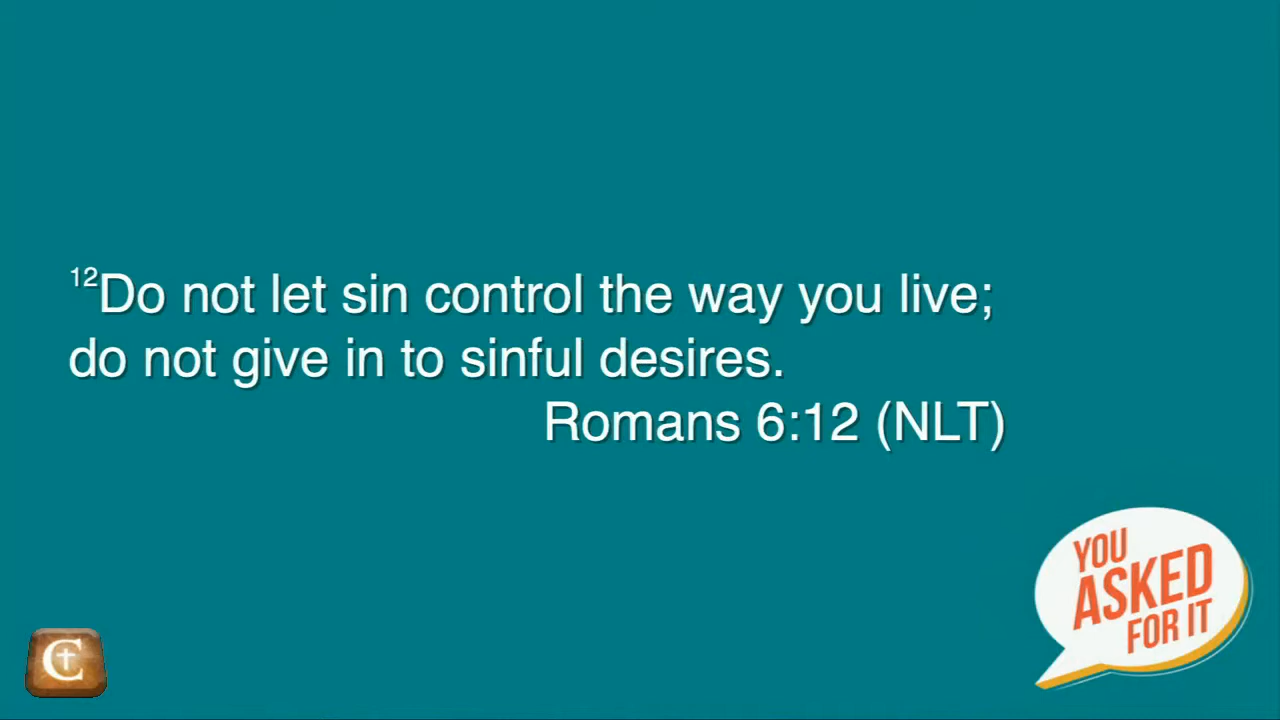 12Do not let sin control the way you live;
do not give in to sinful desires.
Romans 6:12 (NLT)
YOU
ASKED
FOR IT
C